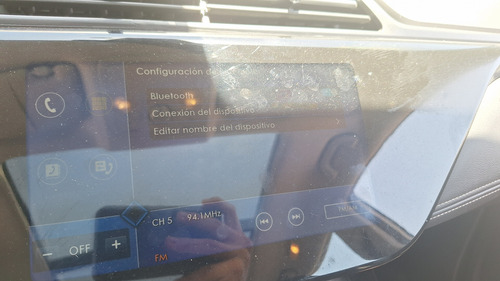 Configuración de
Bluetooth
Conexión del dispositivo
Editar nombre del dispositivo
CH 5 94.1MHz
− OFF +
FM